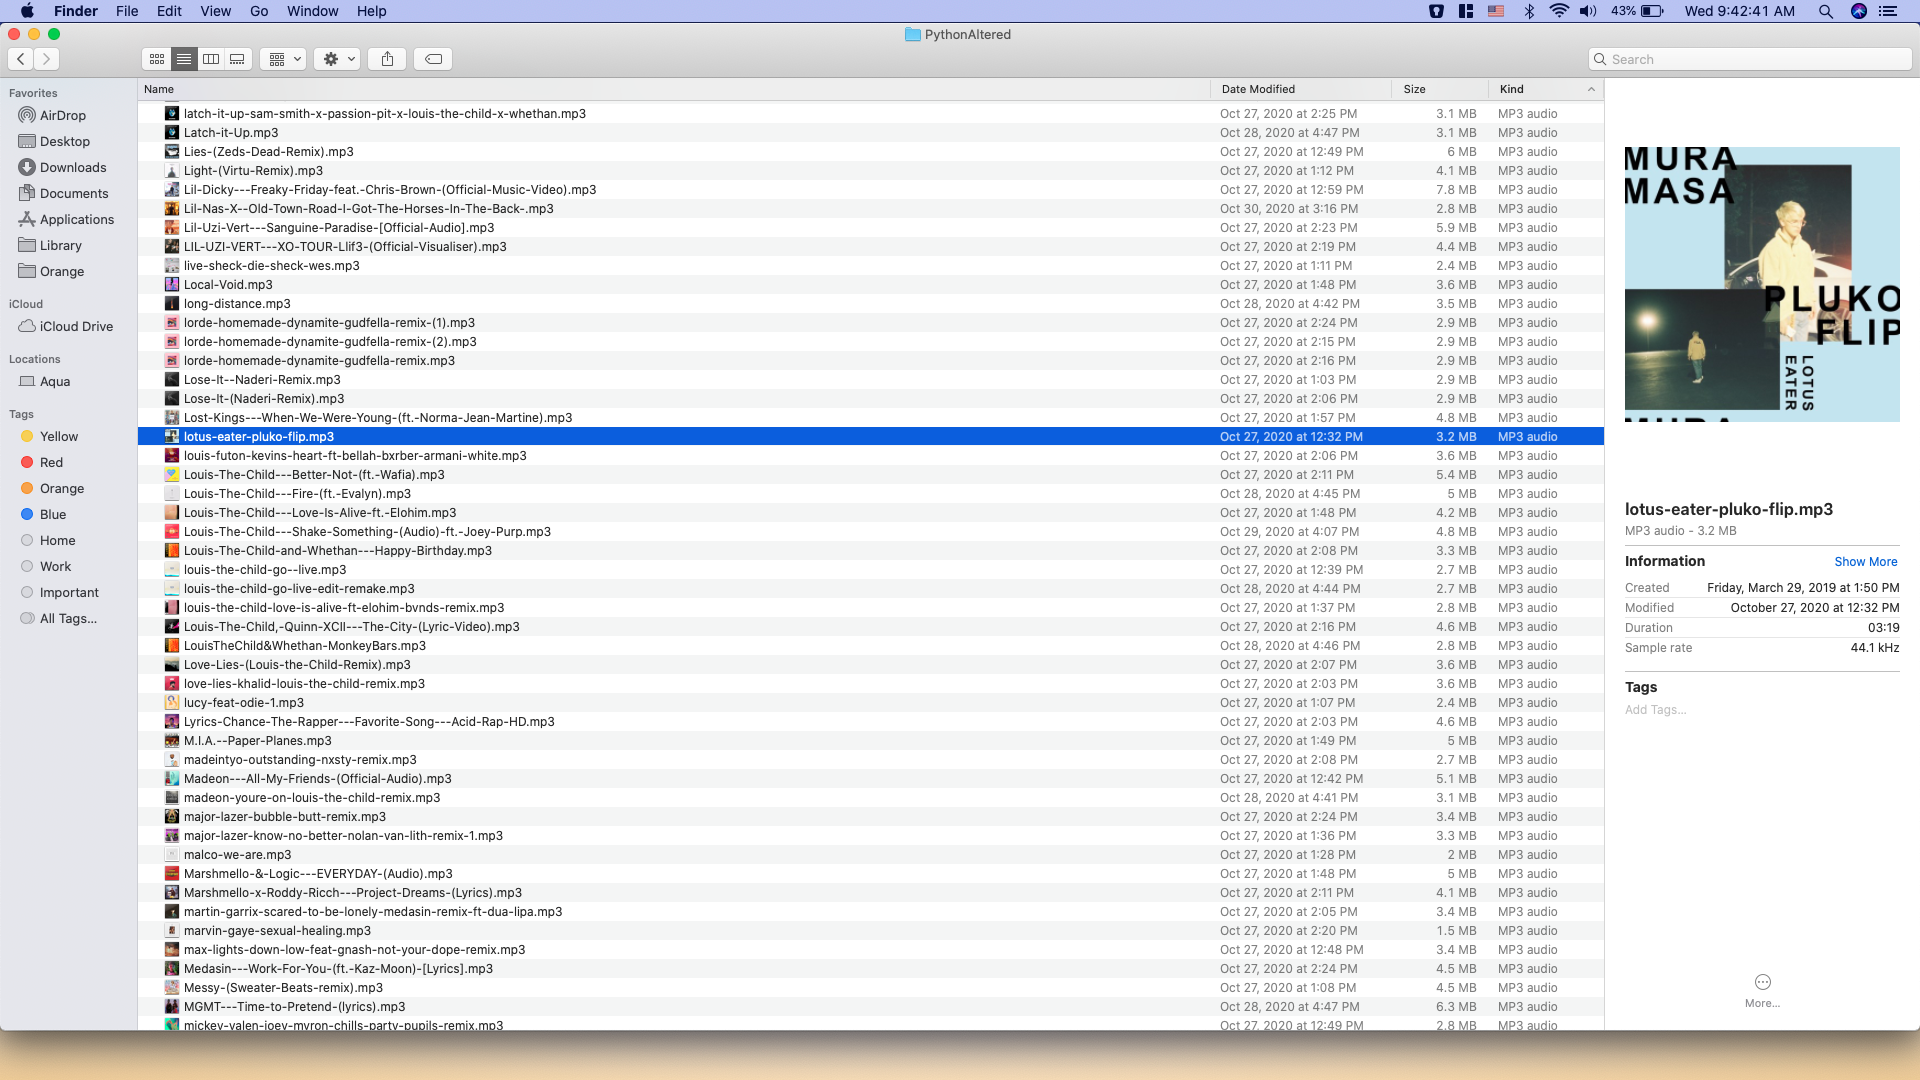 Finder File Edit View Go Window Help 43% Wed 9:42:41 AM
PythonAltered
Search
Favorites
AirDrop
Desktop
Downloads
Documents
Applications
Library
Orange
iCloud
iCloud Drive
Locations
Aqua
Tags
Yellow
Red
Orange
Blue
Home
Work
Important
All Tags...
Name Date Modified Size Kind
latch-it-up-sam-smith-x-passion-pit-x-louis-the-child-x-whethan.mp3 Oct 27, 2020 at 2:25 PM 3.1 MB MP3 audio
Latch-it-Up.mp3 Oct 28, 2020 at 4:47 PM 3.1 MB MP3 audio
Lies-(Zeds-Dead-Remix).mp3 Oct 27, 2020 at 12:49 PM 6 MB MP3 audio
Light-(Virtu-Remix).mp3 Oct 27, 2020 at 1:12 PM 4.1 MB MP3 audio
Lil-Dicky---Freaky-Friday-feat.-Chris-Brown-(Official-Music-Video).mp3 Oct 27, 2020 at 12:59 PM 7.8 MB MP3 audio
Lil-Nas-X--Old-Town-Road-I-Got-The-Horses-In-The-Back-.mp3 Oct 30, 2020 at 3:16 PM 2.8 MB MP3 audio
Lil-Uzi-Vert---Sanguine-Paradise-[Official-Audio].mp3 Oct 27, 2020 at 2:23 PM 5.9 MB MP3 audio
LIL-UZI-VERT---XO-TOUR-Llif3-(Official-Visualiser).mp3 Oct 27, 2020 at 2:19 PM 4.4 MB MP3 audio
live-sheck-die-sheck-wes.mp3 Oct 27, 2020 at 1:11 PM 2.4 MB MP3 audio
Local-Void.mp3 Oct 27, 2020 at 1:48 PM 3.6 MB MP3 audio
long-distance.mp3 Oct 28, 2020 at 4:42 PM 3.5 MB MP3 audio
lorde-homemade-dynamite-gudfella-remix-(1).mp3 Oct 27, 2020 at 2:24 PM 2.9 MB MP3 audio
lorde-homemade-dynamite-gudfella-remix-(2).mp3 Oct 27, 2020 at 2:15 PM 2.9 MB MP3 audio
lorde-homemade-dynamite-gudfella-remix.mp3 Oct 27, 2020 at 2:16 PM 2.9 MB MP3 audio
Lose-It--Naderi-Remix.mp3 Oct 27, 2020 at 1:03 PM 2.9 MB MP3 audio
Lose-It-(Naderi-Remix).mp3 Oct 27, 2020 at 2:06 PM 2.9 MB MP3 audio
Lost-Kings---When-We-Were-Young-(ft.-Norma-Jean-Martine).mp3 Oct 27, 2020 at 1:57 PM 4.8 MB MP3 audio
lotus-eater-pluko-flip.mp3 Oct 27, 2020 at 12:32 PM 3.2 MB MP3 audio
louis-futon-kevins-heart-ft-bellah-bxrber-armani-white.mp3 Oct 27, 2020 at 2:06 PM 3.6 MB MP3 audio
Louis-The-Child---Better-Not-(ft.-Wafia).mp3 Oct 27, 2020 at 2:11 PM 5.4 MB MP3 audio
Louis-The-Child---Fire-(ft.-Evalyn).mp3 Oct 28, 2020 at 4:45 PM 5 MB MP3 audio
Louis-The-Child---Love-Is-Alive-ft.-Elohim.mp3 Oct 27, 2020 at 1:48 PM 4.2 MB MP3 audio
Louis-The-Child---Shake-Something-(Audio)-ft.-Joey-Purp.mp3 Oct 29, 2020 at 4:07 PM 4.8 MB MP3 audio
Louis-The-Child-and-Whethan---Happy-Birthday.mp3 Oct 27, 2020 at 2:08 PM 3.3 MB MP3 audio
louis-the-child-go--live.mp3 Oct 27, 2020 at 12:39 PM 2.7 MB MP3 audio
louis-the-child-go-live-edit-remake.mp3 Oct 28, 2020 at 4:44 PM 2.7 MB MP3 audio
louis-the-child-love-is-alive-ft-elohim-bvnds-remix.mp3 Oct 27, 2020 at 1:37 PM 2.8 MB MP3 audio
Louis-The-Child,-Quinn-XCII---The-City-(Lyric-Video).mp3 Oct 27, 2020 at 2:16 PM 4.6 MB MP3 audio
LouisTheChild&Whethan-MonkeyBars.mp3 Oct 28, 2020 at 4:46 PM 2.8 MB MP3 audio
Love-Lies-(Louis-the-Child-Remix).mp3 Oct 27, 2020 at 2:07 PM 3.6 MB MP3 audio
love-lies-khalid-louis-the-child-remix.mp3 Oct 27, 2020 at 2:03 PM 3.6 MB MP3 audio
lucy-feat-odie-1.mp3 Oct 27, 2020 at 1:07 PM 2.4 MB MP3 audio
Lyrics-Chance-The-Rapper---Favorite-Song---Acid-Rap-HD.mp3 Oct 27, 2020 at 2:03 PM 4.6 MB MP3 audio
M.I.A.--Paper-Planes.mp3 Oct 27, 2020 at 1:49 PM 5 MB MP3 audio
madeintyo-outstanding-nxsty-remix.mp3 Oct 27, 2020 at 2:08 PM 2.7 MB MP3 audio
Madeon---All-My-Friends-(Official-Audio).mp3 Oct 27, 2020 at 12:42 PM 5.1 MB MP3 audio
madeon-youre-on-louis-the-child-remix.mp3 Oct 28, 2020 at 4:41 PM 3.1 MB MP3 audio
major-lazer-bubble-butt-remix.mp3 Oct 27, 2020 at 2:24 PM 3.4 MB MP3 audio
major-lazer-know-no-better-nolan-van-lith-remix-1.mp3 Oct 27, 2020 at 1:36 PM 3.3 MB MP3 audio
malco-we-are.mp3 Oct 27, 2020 at 1:28 PM 2 MB MP3 audio
Marshmello-&-Logic---EVERYDAY-(Audio).mp3 Oct 27, 2020 at 1:48 PM 5 MB MP3 audio
Marshmello-x-Roddy-Ricch---Project-Dreams-(Lyrics).mp3 Oct 27, 2020 at 2:11 PM 4.1 MB MP3 audio
martin-garrix-scared-to-be-lonely-medasin-remix-ft-dua-lipa.mp3 Oct 27, 2020 at 2:05 PM 3.4 MB MP3 audio
marvin-gaye-sexual-healing.mp3 Oct 27, 2020 at 2:20 PM 1.5 MB MP3 audio
max-lights-down-low-feat-gnash-not-your-dope-remix.mp3 Oct 27, 2020 at 12:48 PM 3.4 MB MP3 audio
Medasin---Work-For-You-(ft.-Kaz-Moon)-[Lyrics].mp3 Oct 27, 2020 at 2:24 PM 4.5 MB MP3 audio
Messy-(Sweater-Beats-remix).mp3 Oct 27, 2020 at 1:08 PM 4.5 MB MP3 audio
MGMT---Time-to-Pretend-(lyrics).mp3 Oct 28, 2020 at 4:47 PM 6.3 MB MP3 audio
mickey-valen-joey-myron-chills-party-pupils-remix.mp3 Oct 27, 2020 at 12:49 PM 2.8 MB MP3 audio
MURA
MASA
PLUKO
FLIP
LOTUS
EATER
MURA
lotus-eater-pluko-flip.mp3
MP3 audio - 3.2 MB
Information Show More
Created Friday, March 29, 2019 at 1:50 PM
Modified October 27, 2020 at 12:32 PM
Duration 03:19
Sample rate 44.1 kHz
Tags
Add Tags...
More...